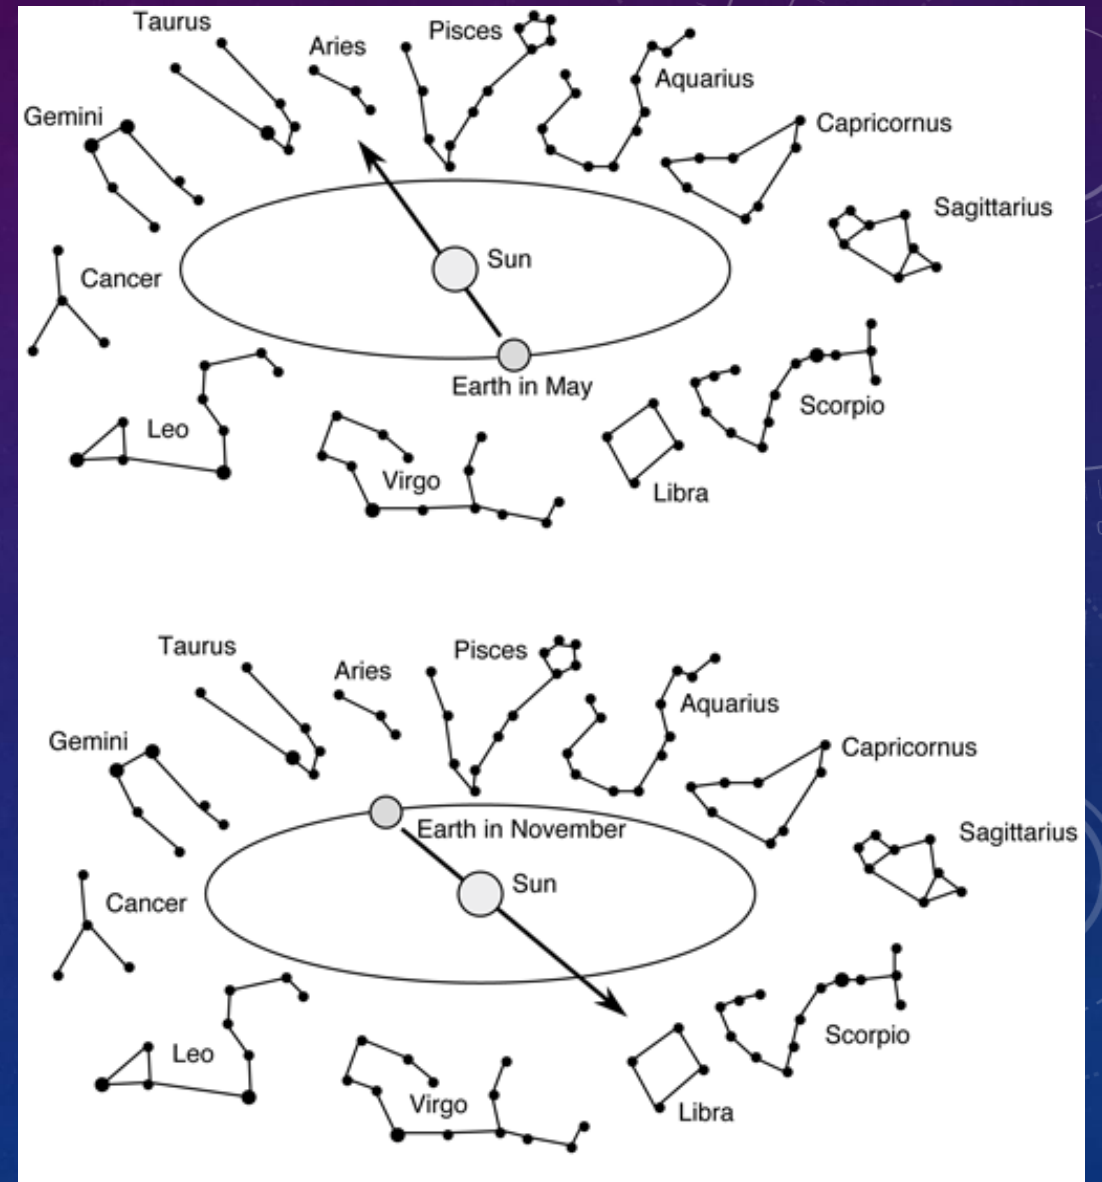 Taurus
Aries
Pisces
Aquarius
Gemini
Capricornus
Sagittarius
Sun
Cancer
Earth in May
Scorpio
Leo
Virgo
Libra
Taurus
Aries
Pisces
Aquarius
Gemini
Capricornus
Earth in November
Sagittarius
Sun
Cancer
Scorpio
Leo
Virgo
Libra